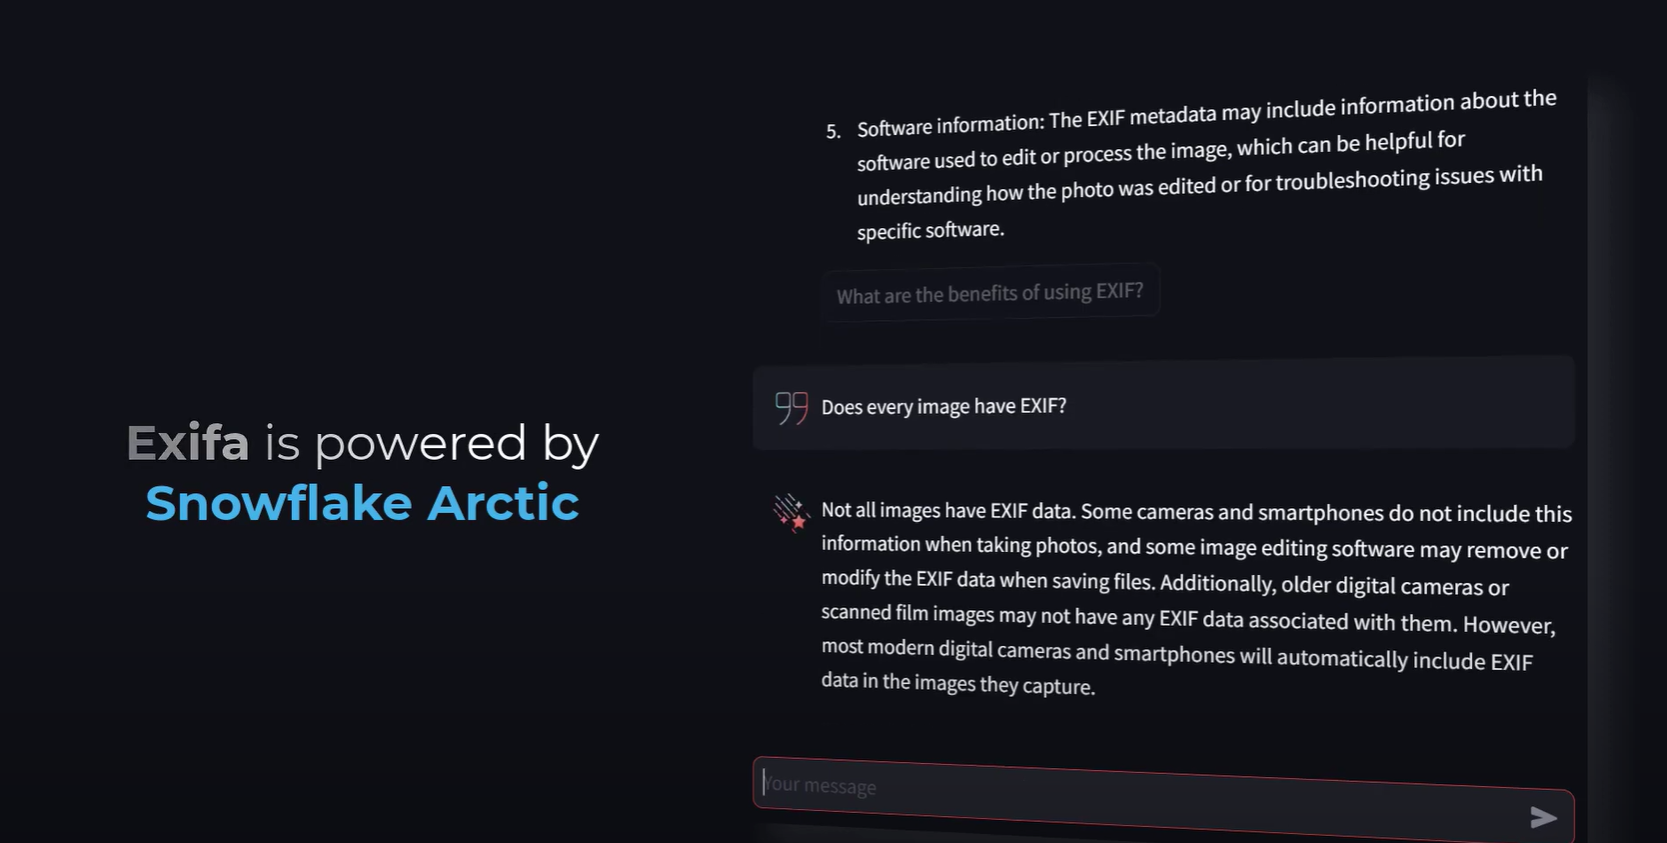 Exifa is powered by
Snowflake Arctic
5. Software information: The EXIF metadata may include information about the
software used to edit or process the image, which can be helpful for
understanding how the photo was edited or for troubleshooting issues with
specific software.
What are the benefits of using EXIF?
Does every image have EXIF?
Not all images have EXIF data. Some cameras and smartphones do not include this
information when taking photos, and some image editing software may remove or
modify the EXIF data when saving files. Additionally, older digital cameras or
scanned film images may not have any EXIF data associated with them. However,
most modern digital cameras and smartphones will automatically include EXIF
data in the images they capture.
Your message